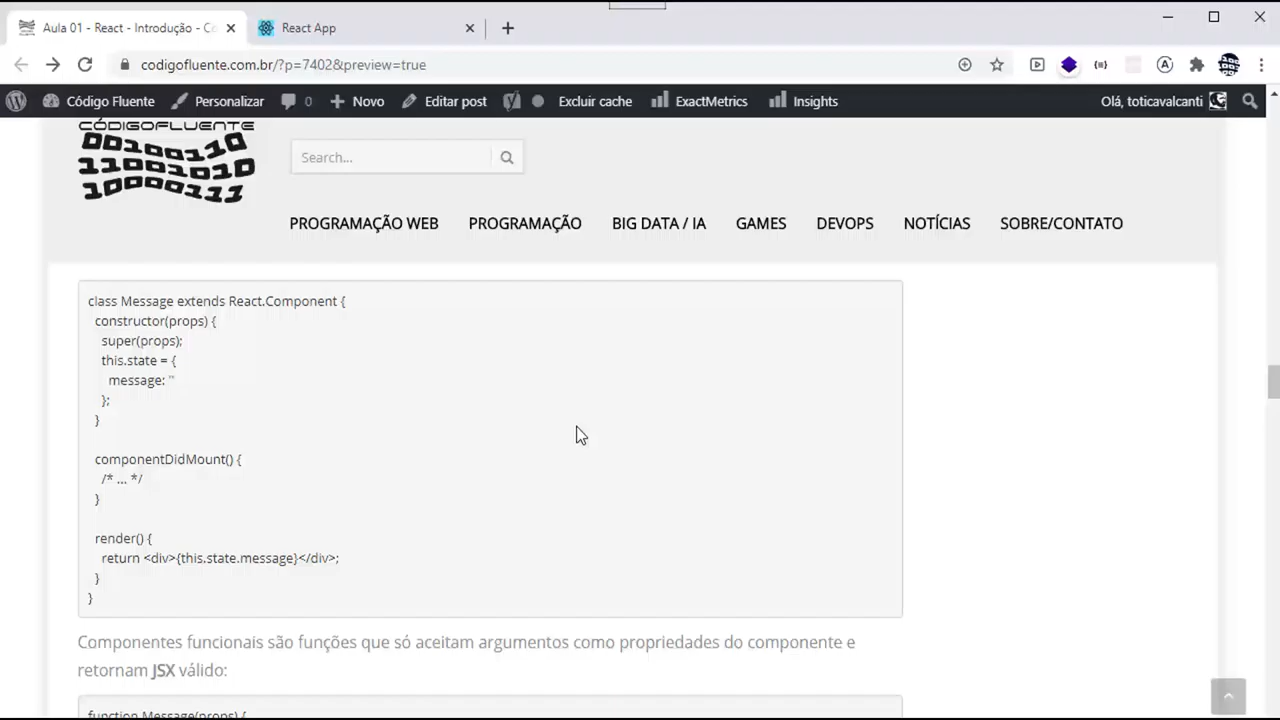 Aula 01 - React - Introdução - Ce
React App
codigofluente.com.br/?p=7402&preview=true
Código Fluente
Personalizar
0
Novo
Editar post
Excluir cache
ExactMetrics
Insights
Olá, toticavalcanti
CÓDIGOFLUENTE
00100110
11001010
10000111
Search...
PROGRAMAÇÃO WEB
PROGRAMAÇÃO
BIG DATA / IA
GAMES
DEVOPS
NOTÍCIAS
SOBRE/CONTATO
class Message extends React.Component {
constructor(props) {
super(props);
this.state = {
message: ''
};
}
componentDidMount() {
/* ... */
}
render() {
return <div>{this.state.message}</div>;
}
}
Componentes funcionais são funções que só aceitam argumentos como propriedades do componente e
retornam JSX válido:
function Message(props) {